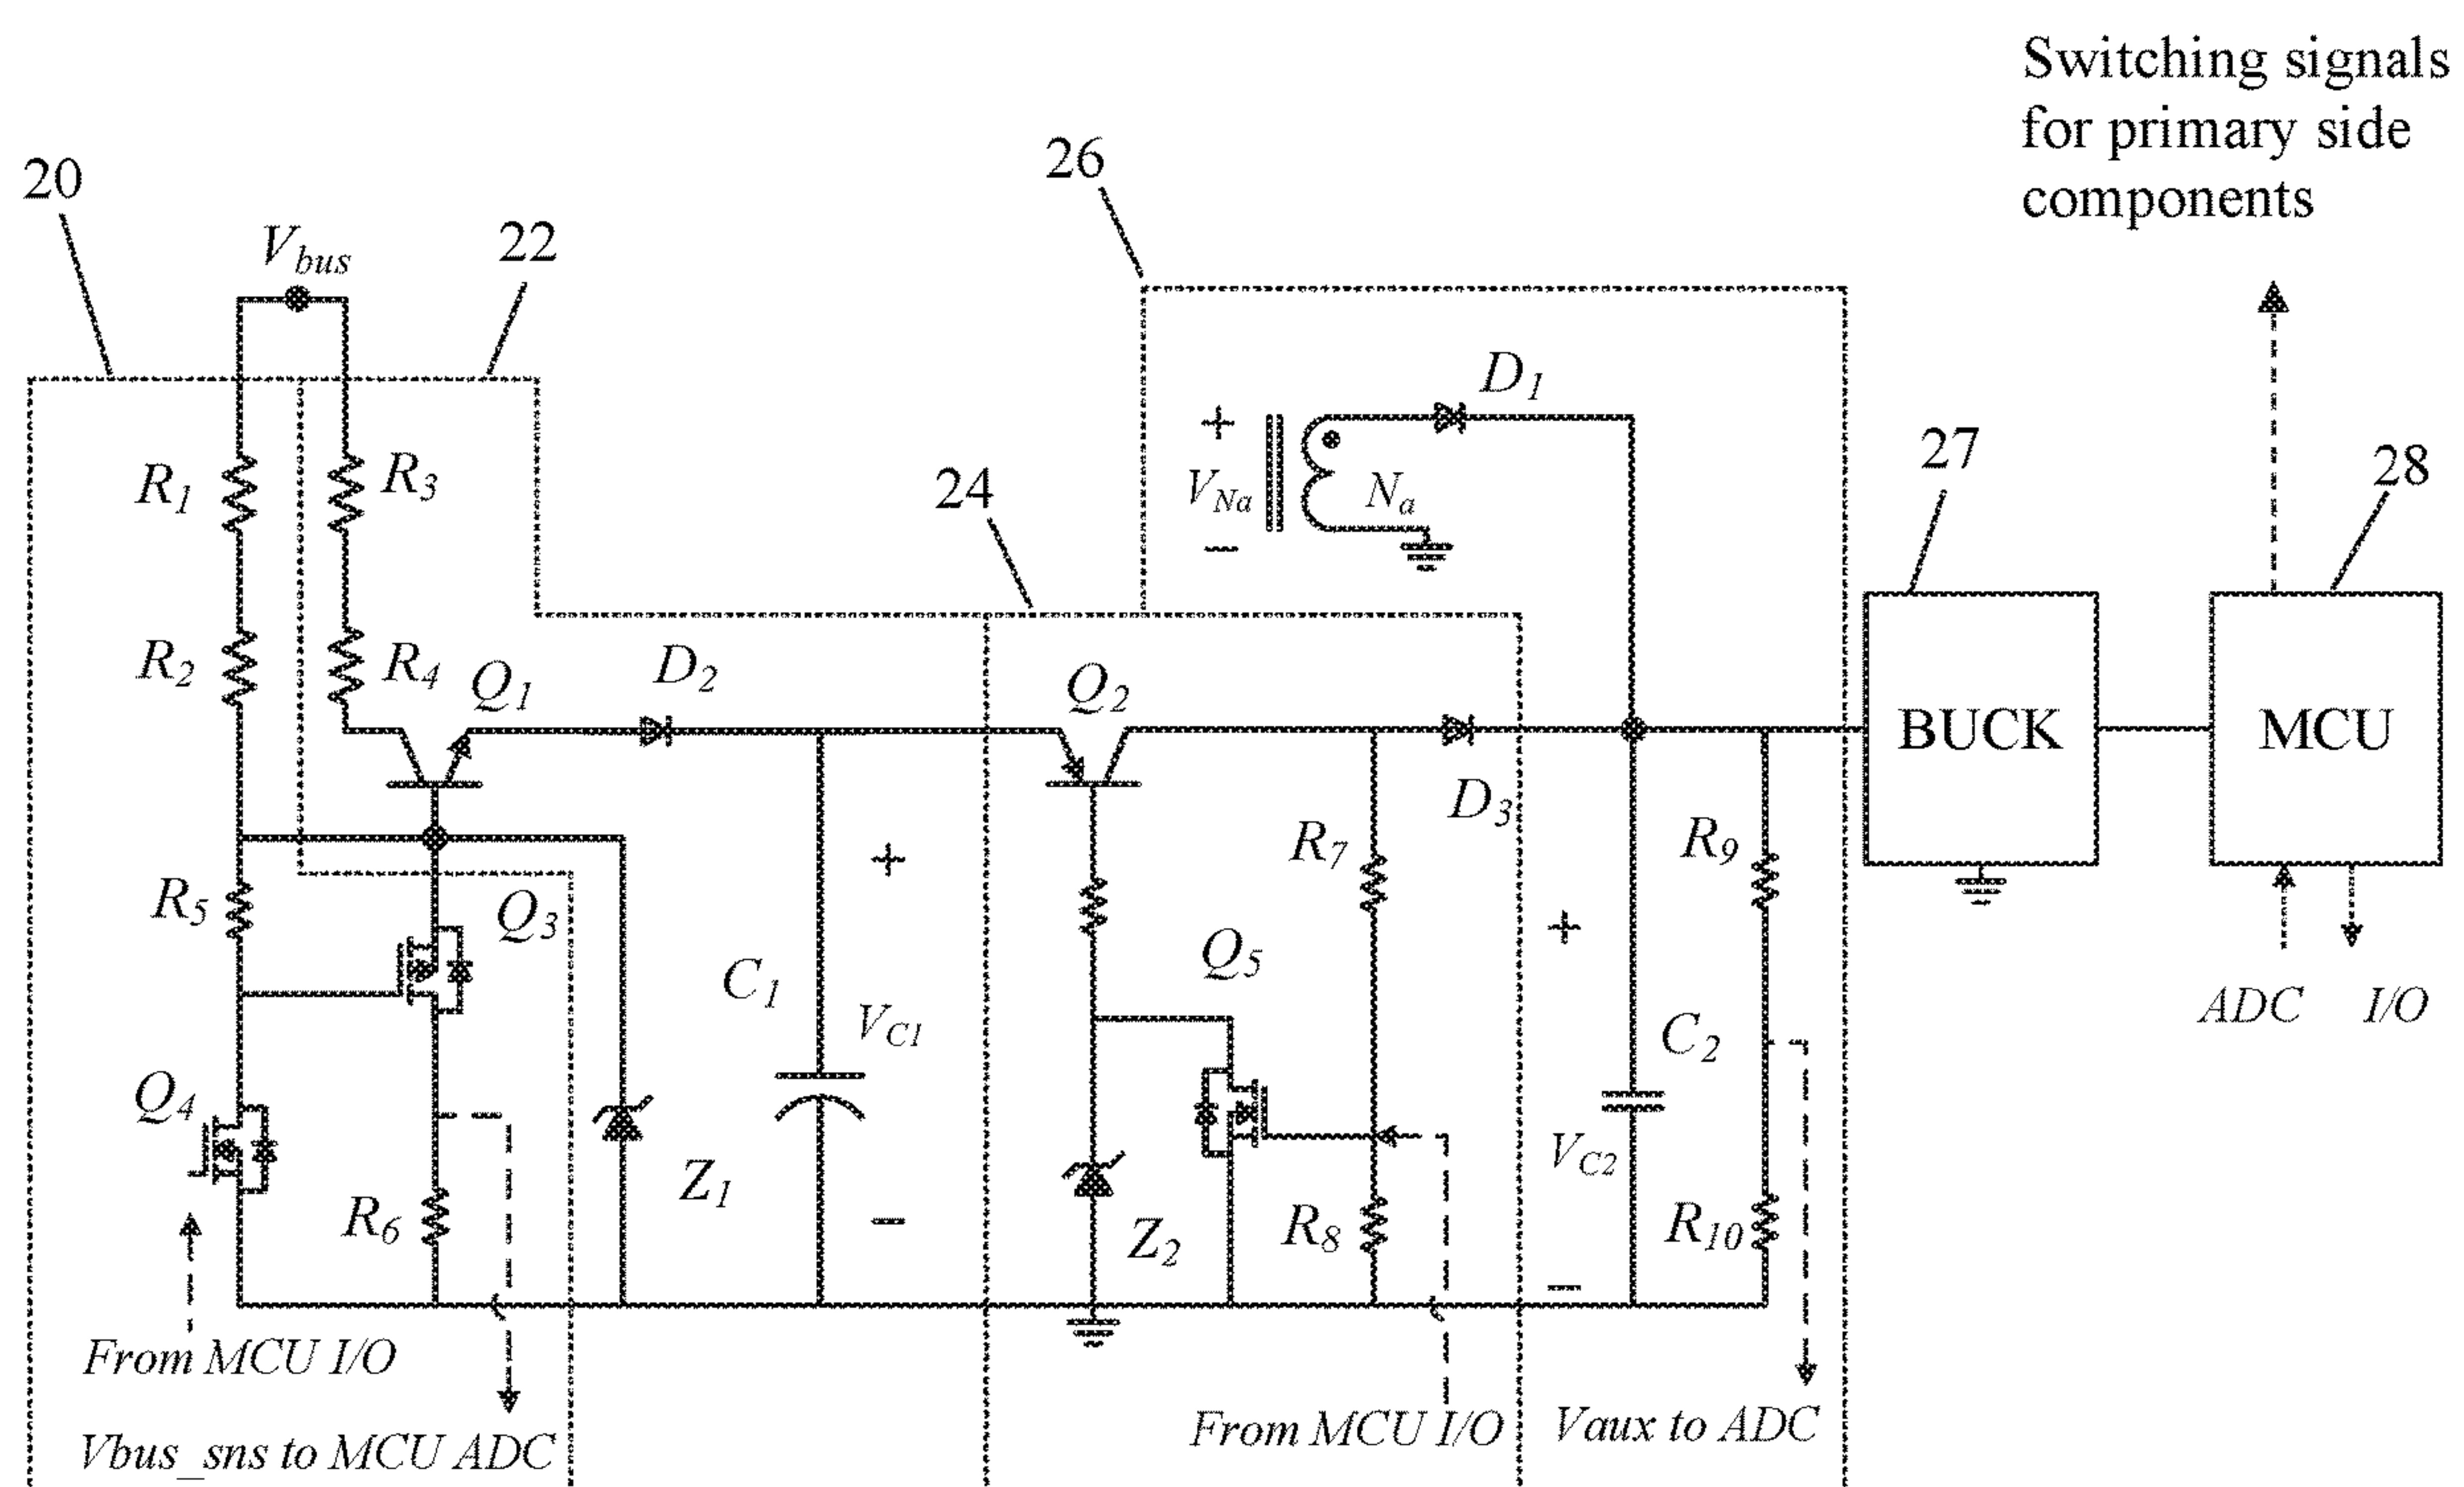 Switching signals
for primary side
components
20
22
26
24
27
28
Vbus
R1
R2
R3
R4
Q1
D2
Q2
D1
+
VNa
−
Na
D3
BUCK
MCU
R5
Q3
Q4
R6
Z1
C1
+
VC1
−
R7
Q5
Z2
R8
+
C2
VC2
−
R9
R10
ADC
I/O
From MCU I/O
Vbus_sns to MCU ADC
From MCU I/O
Vaux to ADC